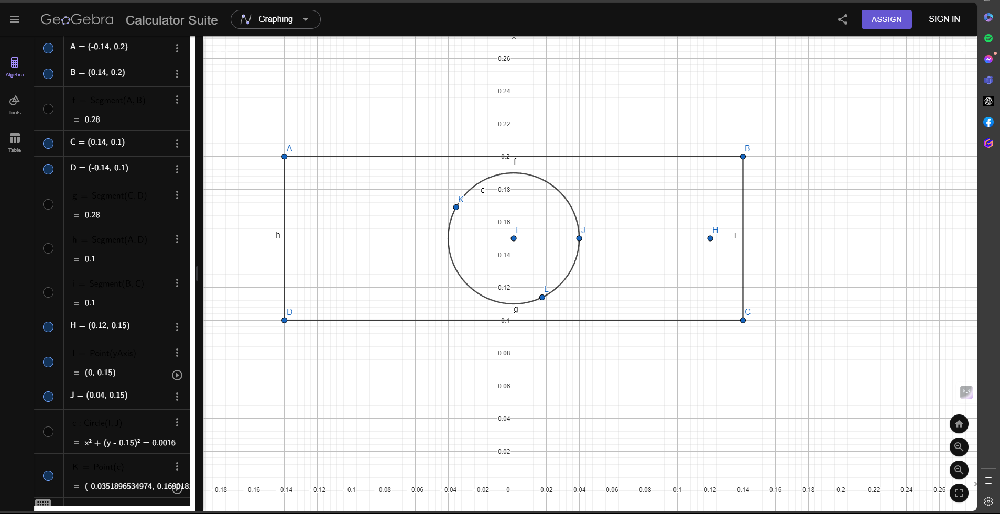 GeoGebra Calculator Suite Graphing ASSIGN SIGN IN
Algebra
Tools
Table
A = (-0.14, 0.2)
B = (0.14, 0.2)
f = Segment(A, B)
= 0.28
C = (0.14, 0.1)
D = (-0.14, 0.1)
g = Segment(C, D)
= 0.28
h = Segment(A, D)
= 0.1
i = Segment(B, C)
= 0.1
H = (0.12, 0.15)
I = Point(yAxis)
= (0, 0.15)
J = (0.04, 0.15)
c : Circle(I, J)
= x² + (y - 0.15)² = 0.0016
K = Point(c)
= (-0.0351896534974, 0.169018
0.26
0.24
0.22
A
B
0.2
f
0.18
c
K
0.16
I
J
H
h
i
0.14
0.12
L
g
D
C
0.1
0.08
0.06
0.04
0.02
−0.18 −0.16 −0.14 −0.12 −0.1 −0.08 −0.06 −0.04 −0.02 0 0.02 0.04 0.06 0.08 0.1 0.12 0.14 0.16 0.18 0.2 0.22 0.24 0.26